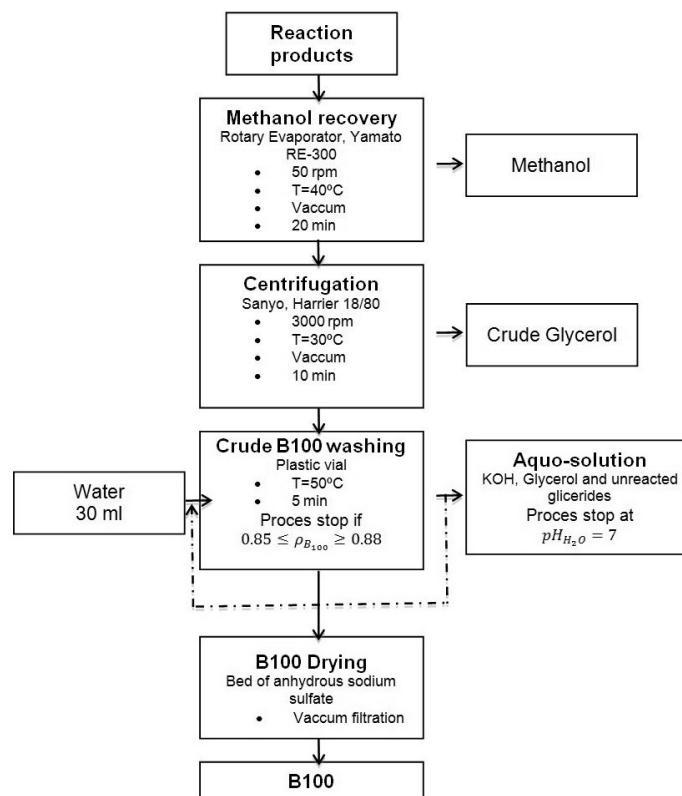 Reaction
products
Methanol recovery
Rotary Evaporator, Yamato
RE-300
• 50 rpm
• T=40ºC
• Vaccum
• 20 min
Methanol
Centrifugation
Sanyo, Harrier 18/80
• 3000 rpm
• T=30ºC
• Vaccum
• 10 min
Crude Glycerol
Crude B100 washing
Plastic vial
• T=50ºC
• 5 min
Proces stop if
0.85 ≤ ρ_B₁₀₀ ≥ 0.88
Water
30 ml
Aquo-solution
KOH, Glycerol and unreacted
glicerides
Proces stop at
pH_H₂O = 7
B100 Drying
Bed of anhydrous sodium
sulfate
• Vaccum filtration
B100